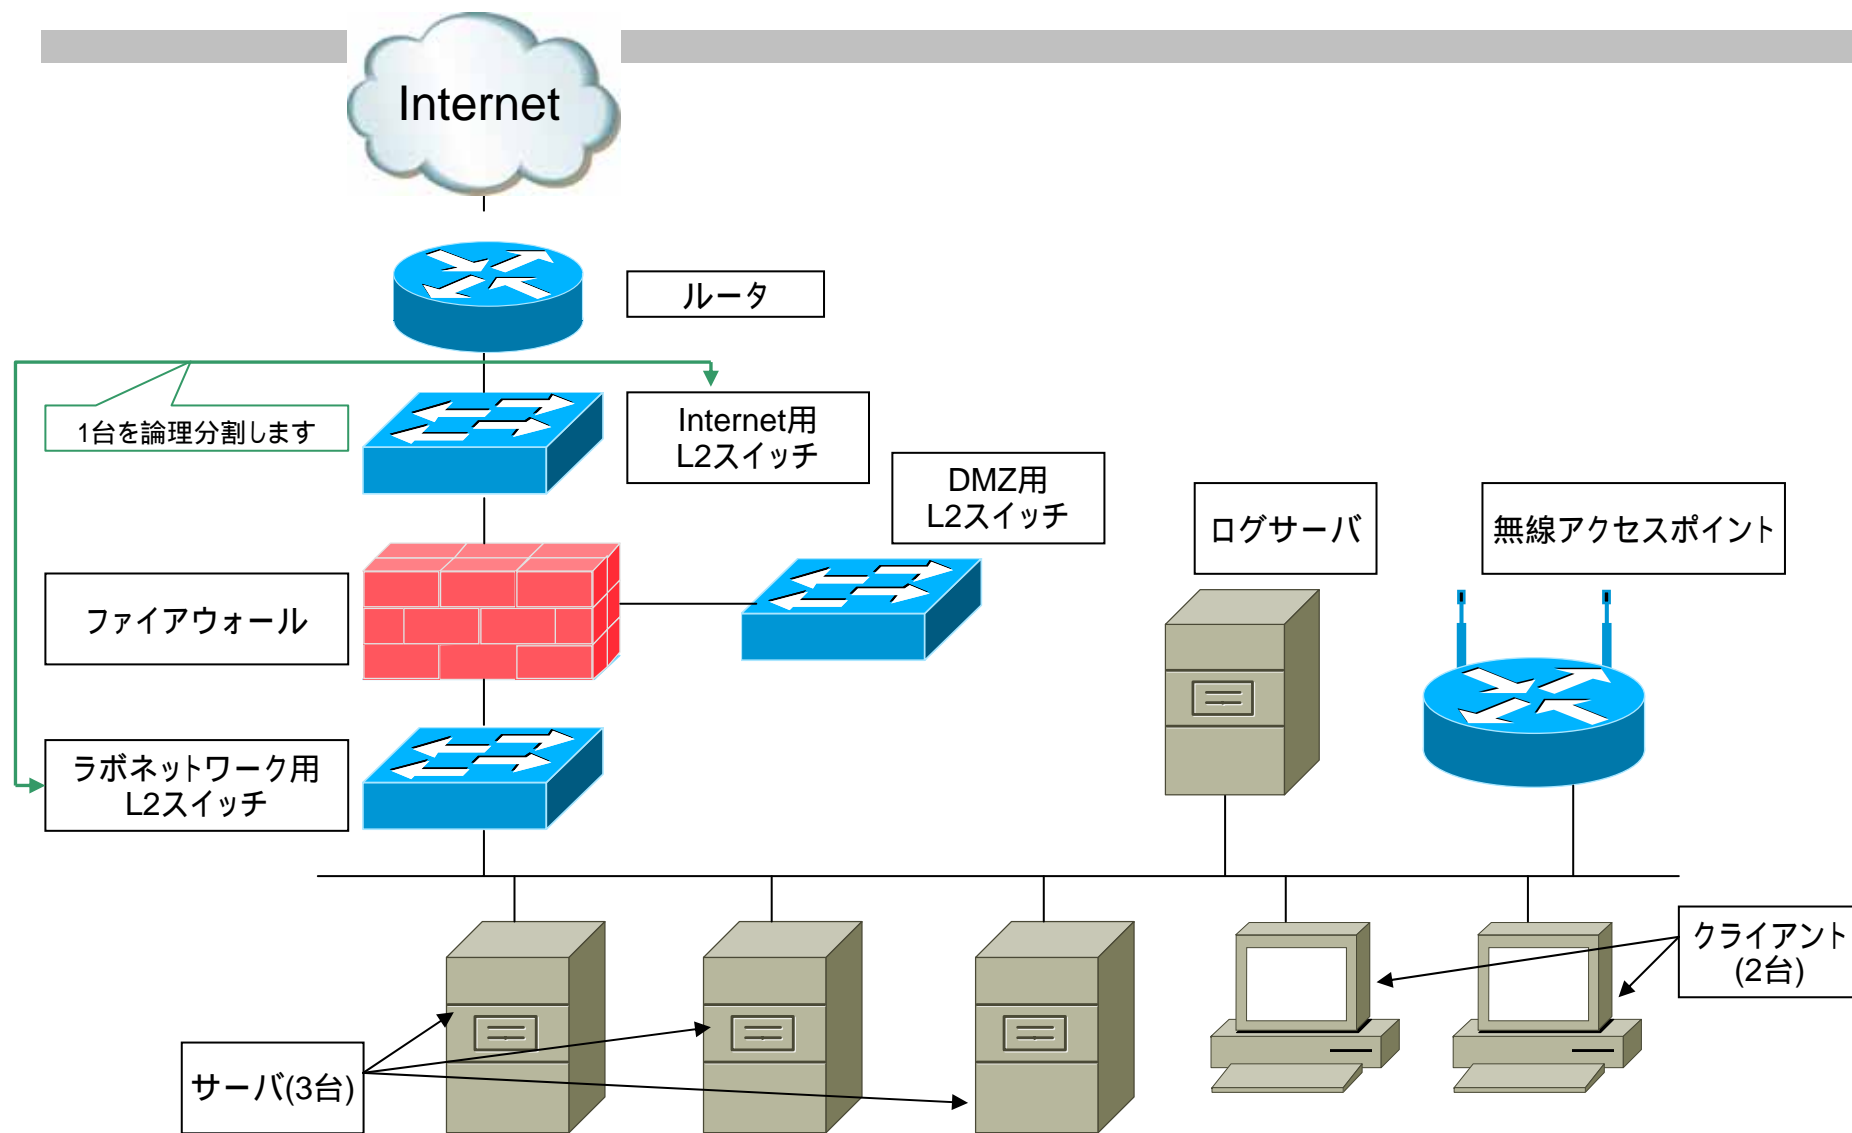 Internet
ルータ
1台を論理分割します
Internet用
L2スイッチ
DMZ用
L2スイッチ
ログサーバ
無線アクセスポイント
ファイアウォール
ラボネットワーク用
L2スイッチ
クライアント
(2台)
サーバ(3台)